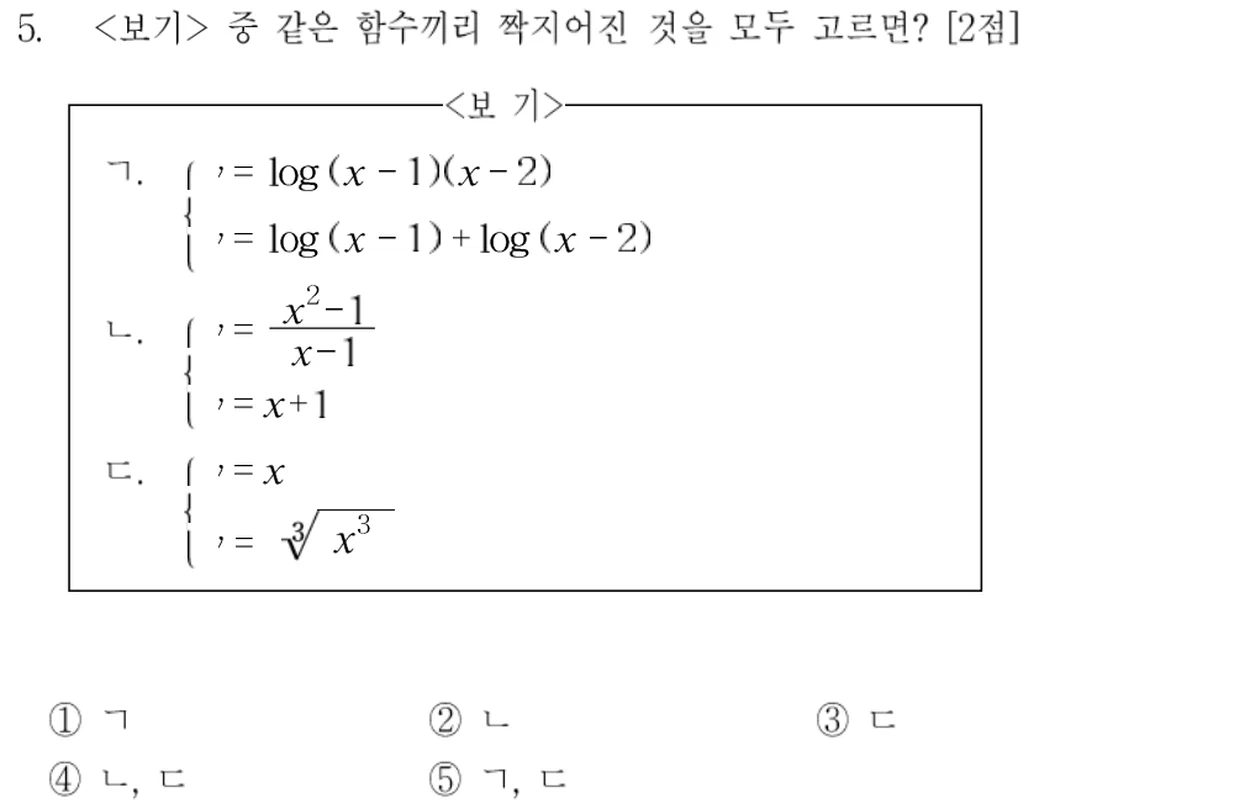 5. <보기> 중 같은 함수끼리 짝지어진 것을 모두 고르면? [2점]
<보 기>
ㄱ. { , = log(x − 1)(x − 2)
, = log(x − 1) + log(x − 2)
ㄴ. { , = (x² − 1)/(x − 1)
, = x + 1
ㄷ. { , = x
, = ∛x³
① ㄱ ② ㄴ ③ ㄷ
④ ㄴ, ㄷ ⑤ ㄱ, ㄷ